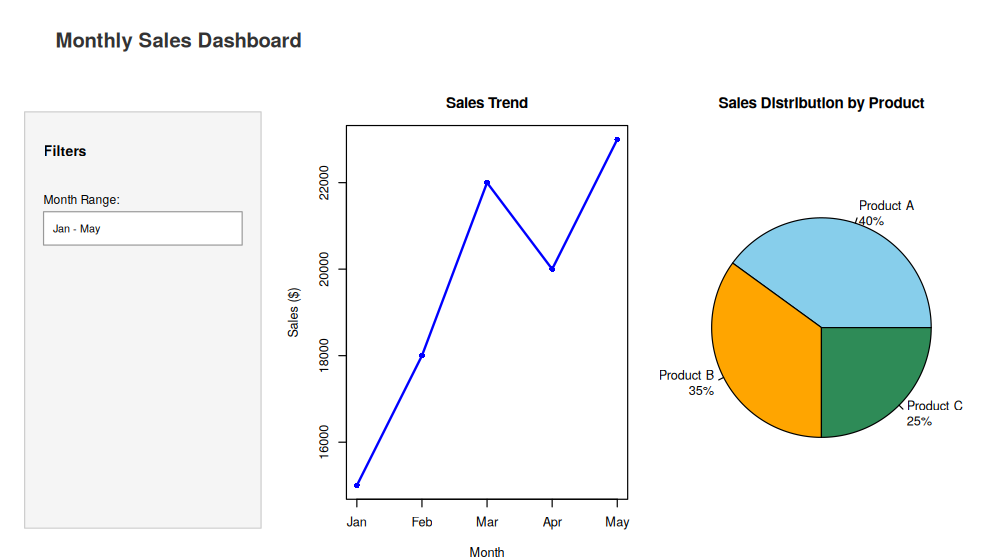 Monthly Sales Dashboard
Filters
Month Range:
Jan - May
Sales Trend
Sales ($)
22000
20000
18000
16000
Jan Feb Mar Apr May
Month
Sales Distribution by Product
Product A
40%
Product B
35%
Product C
25%